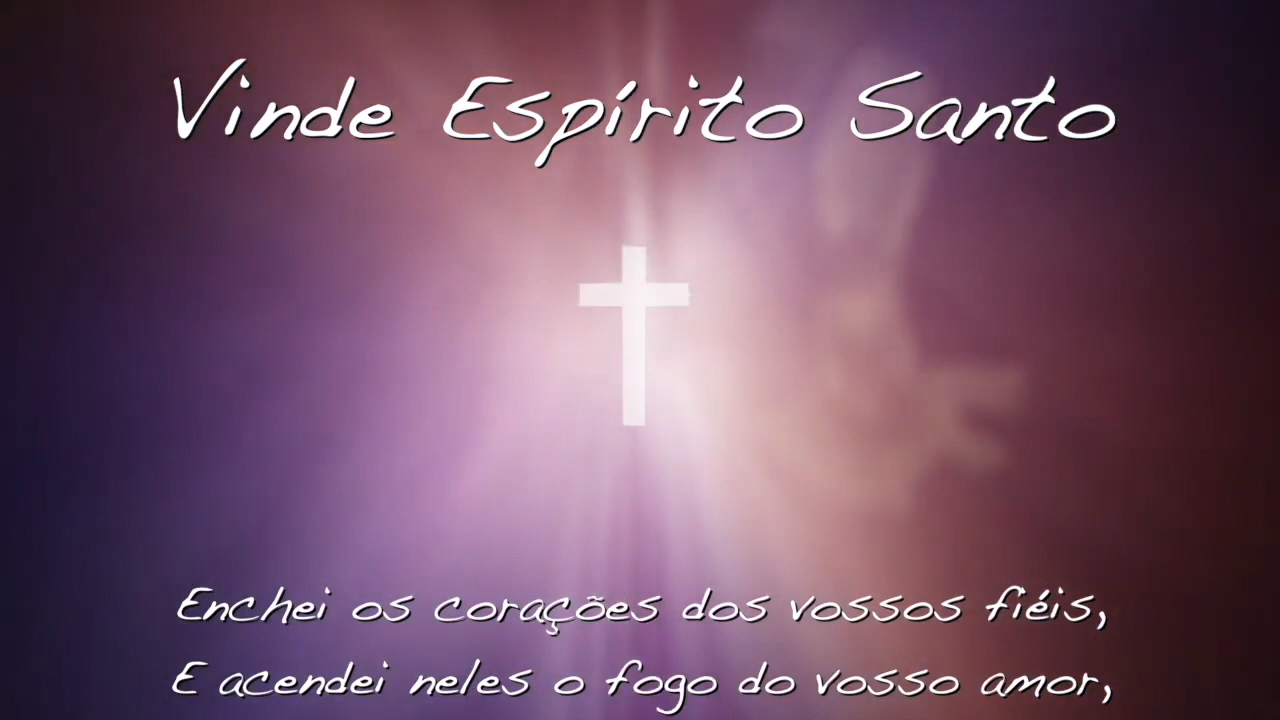 Vinde Espírito Santo
Enchei os corações dos vossos fiéis,
E acendei neles o fogo do vosso amor,